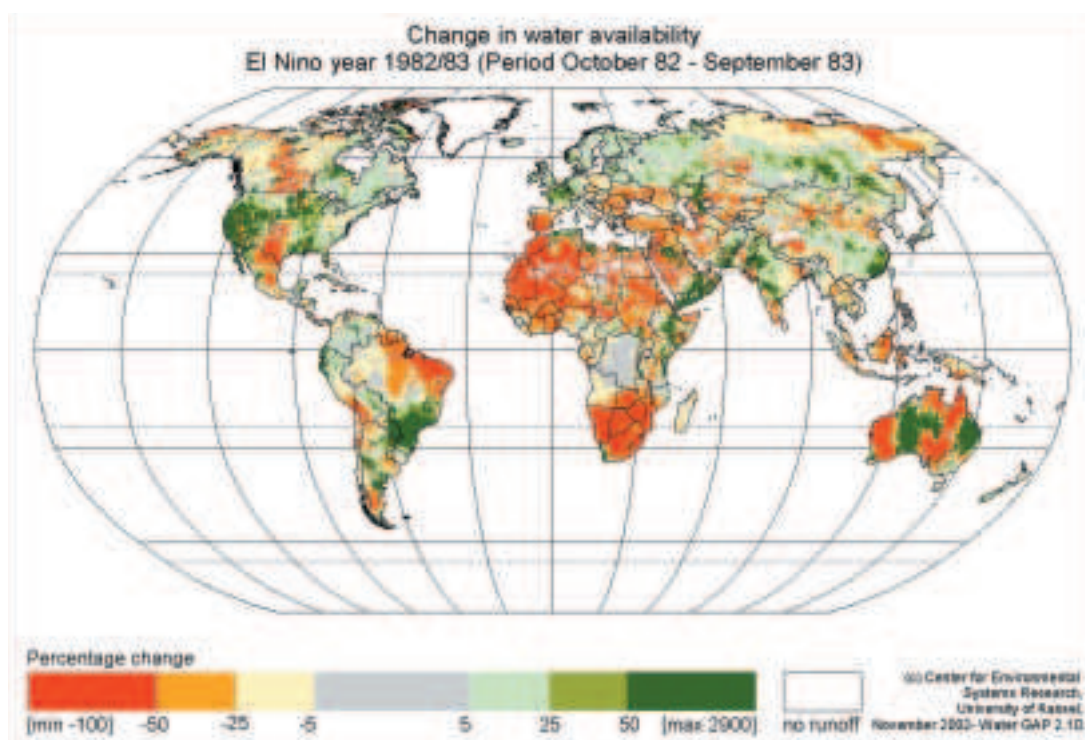 Change in water availability
El Nino year 1982/83 (Period October 82 - September 83)
Percentage change
[min -100] -50 -25 -5 5 25 50 [max 2900] no runoff
(c) Center for Environmental
Systems Research,
University of Kassel,
November 2002- Water GAP 2.1D